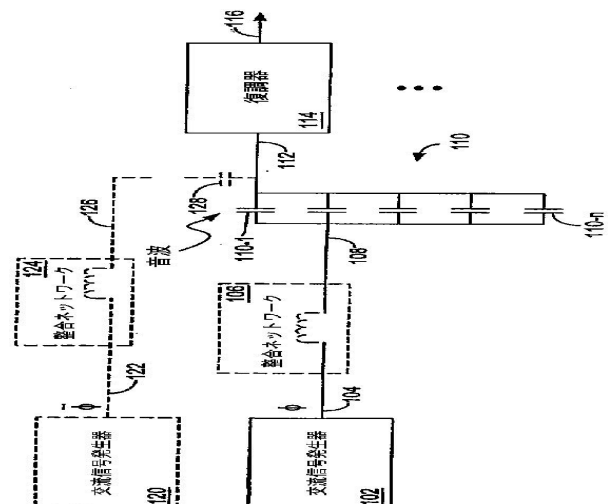 116
復調器
114
112
110
126
128
音波
110-1
108
110-n
124
整合ネットワーク
106
整合ネットワーク
122
104
φ̄
φ
交流信号発生器
120
交流信号発生器
102